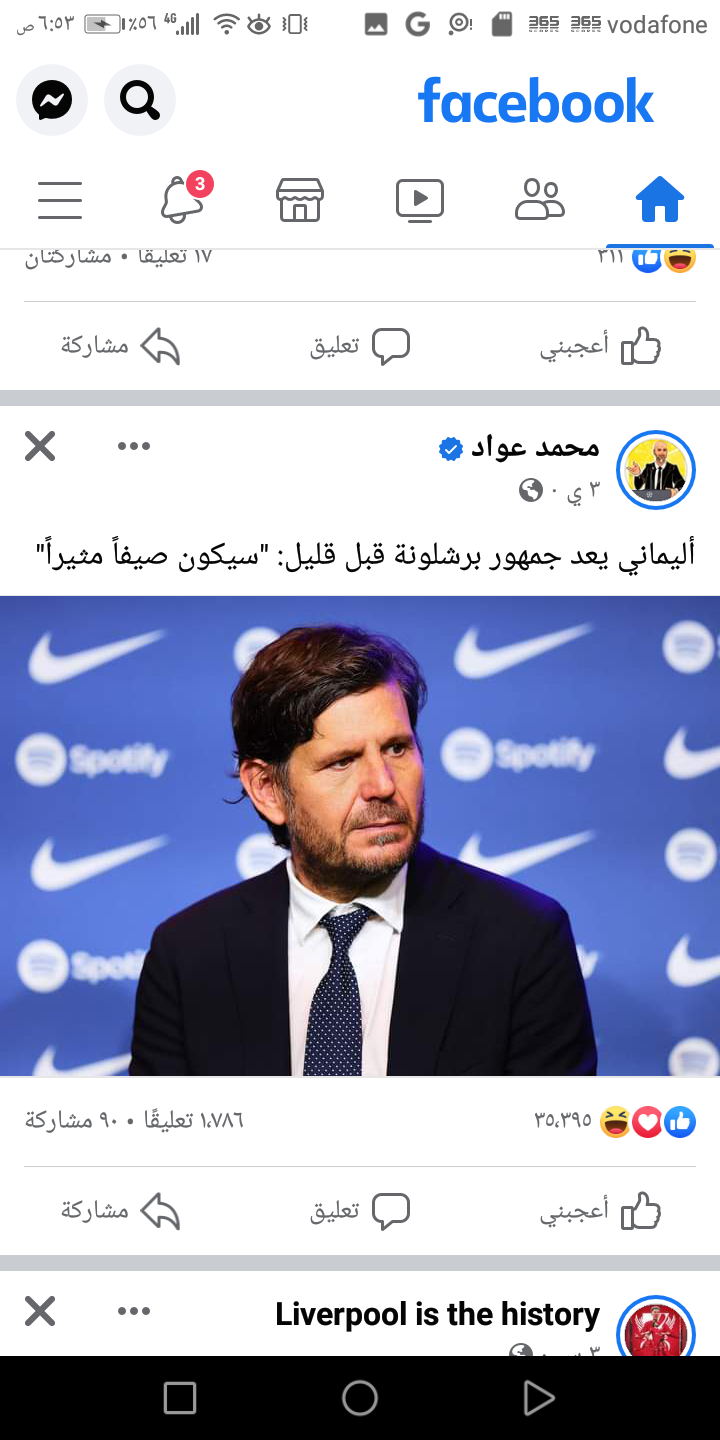 vodafone 365 365 G 4G ٪٥٦ ٦:٥٣ ص
facebook
3
٣١١ ١٧ تعليقًا • مشاركتان
أعجبني تعليق مشاركة
محمد عواد
٣ ي ·
أليماني يعد جمهور برشلونة قبل قليل: "سيكون صيفاً مثيراً"
Spotify Spotify
Spoti
٣٥،٣٩٥ ١،٧٨٦ تعليقًا • ٩٠ مشاركة
أعجبني تعليق مشاركة
Liverpool is the history
٣ س ·